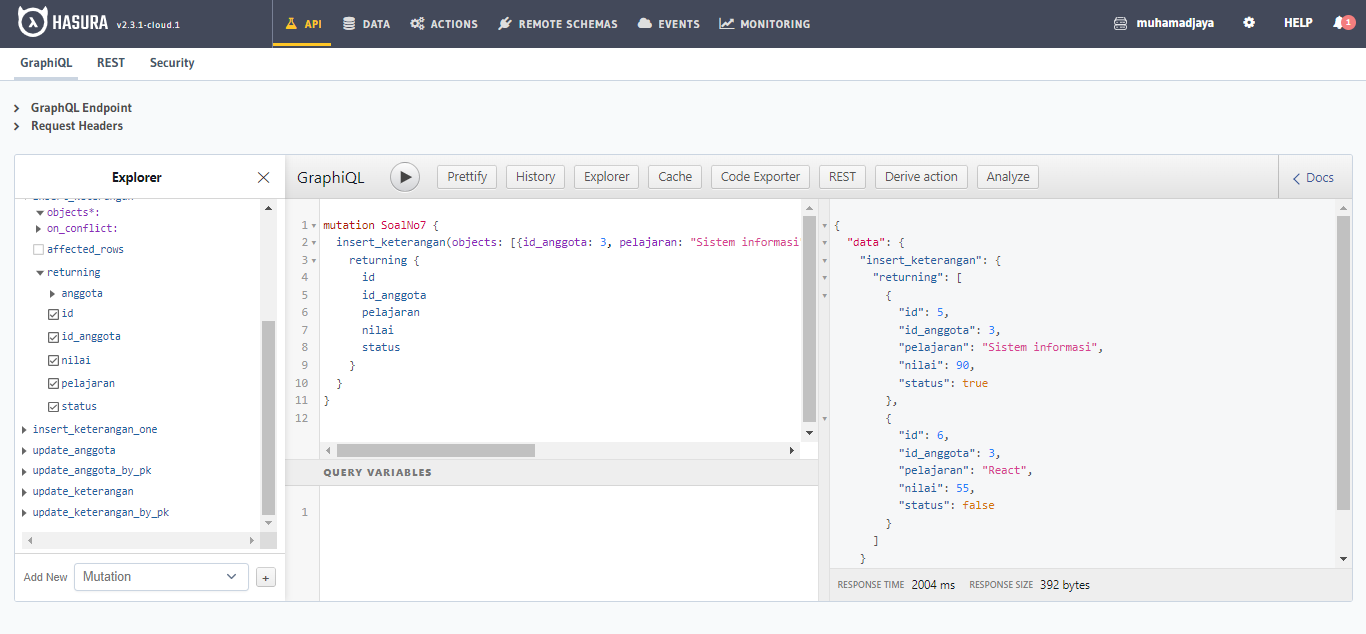 HASURA v2.3.1-cloud.1 API DATA ACTIONS REMOTE SCHEMAS EVENTS MONITORING muhamadjaya HELP 1
GraphiQL REST Security
GraphQL Endpoint
Request Headers
Explorer
insert_keterangan
objects*:
on_conflict:
affected_rows
returning
anggota
id
id_anggota
nilai
pelajaran
status
insert_keterangan_one
update_anggota
update_anggota_by_pk
update_keterangan
update_keterangan_by_pk
Add New Mutation +
GraphiQL Prettify History Explorer Cache Code Exporter REST Derive action Analyze Docs
1 mutation SoalNo7 {
2 insert_keterangan(objects: [{id_anggota: 3, pelajaran: "Sistem informasi
3 returning {
4 id
5 id_anggota
6 pelajaran
7 nilai
8 status
9 }
10 }
11 }
12
QUERY VARIABLES
1
{
"data": {
"insert_keterangan": {
"returning": [
{
"id": 5,
"id_anggota": 3,
"pelajaran": "Sistem informasi",
"nilai": 90,
"status": true
},
{
"id": 6,
"id_anggota": 3,
"pelajaran": "React",
"nilai": 55,
"status": false
}
]
}
RESPONSE TIME 2004 ms RESPONSE SIZE 392 bytes